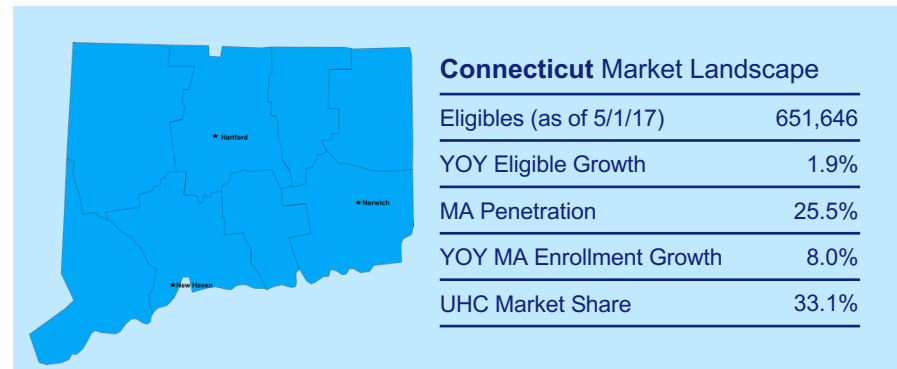 Connecticut Market Landscape
Eligibles (as of 5/1/17) 651,646
YOY Eligible Growth 1.9%
MA Penetration 25.5%
YOY MA Enrollment Growth 8.0%
UHC Market Share 33.1%
★ Hartford
★ Norwich
★ New Haven